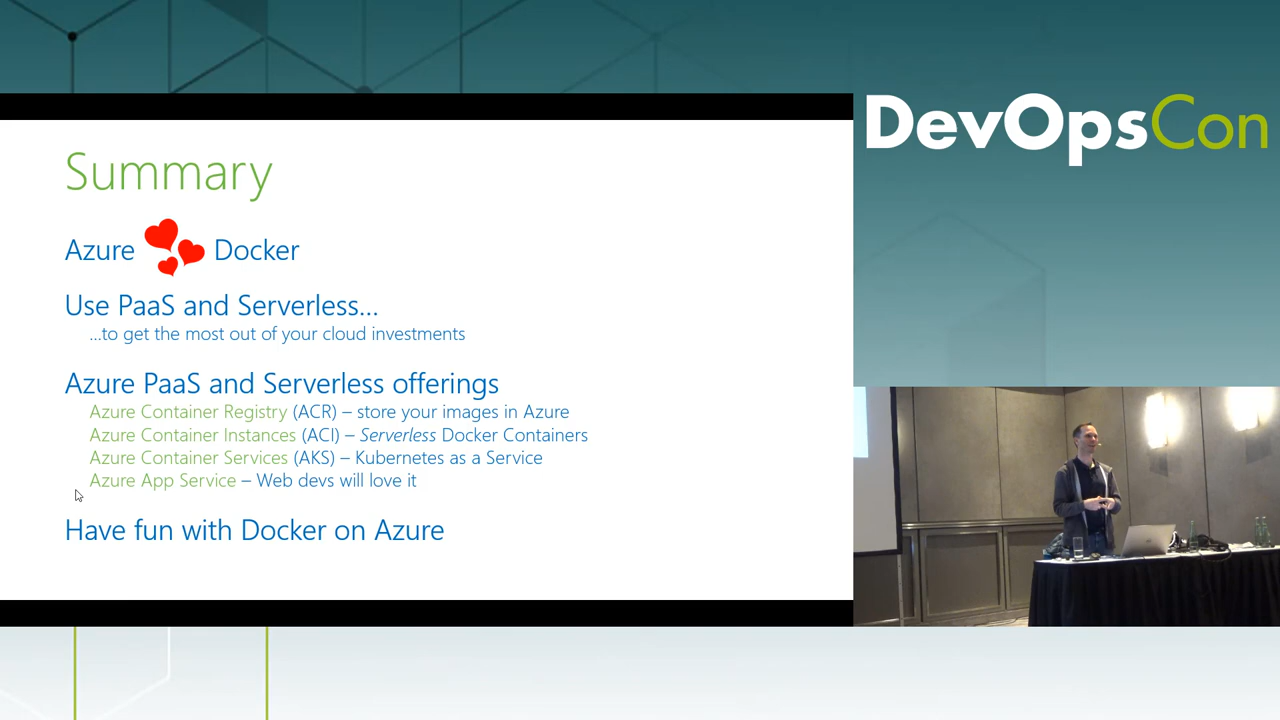 DevOpsCon
Summary
Azure Docker
Use PaaS and Serverless...
...to get the most out of your cloud investments
Azure PaaS and Serverless offerings
Azure Container Registry (ACR) – store your images in Azure
Azure Container Instances (ACI) – Serverless Docker Containers
Azure Container Services (AKS) – Kubernetes as a Service
Azure App Service – Web devs will love it
Have fun with Docker on Azure